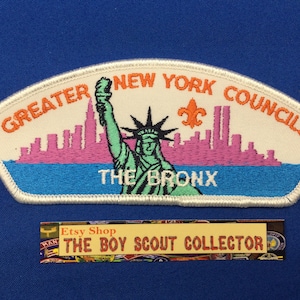 GREATER NEW YORK COUNCIL
THE BRONX
Etsy Shop
THE BOY SCOUT COLLECTOR